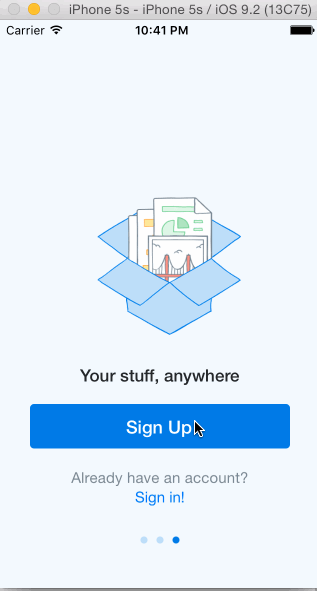 iPhone 5s - iPhone 5s / iOS 9.2 (13C75)
Carrier 10:41 PM
Your stuff, anywhere
Sign Up
Already have an account?
Sign in!